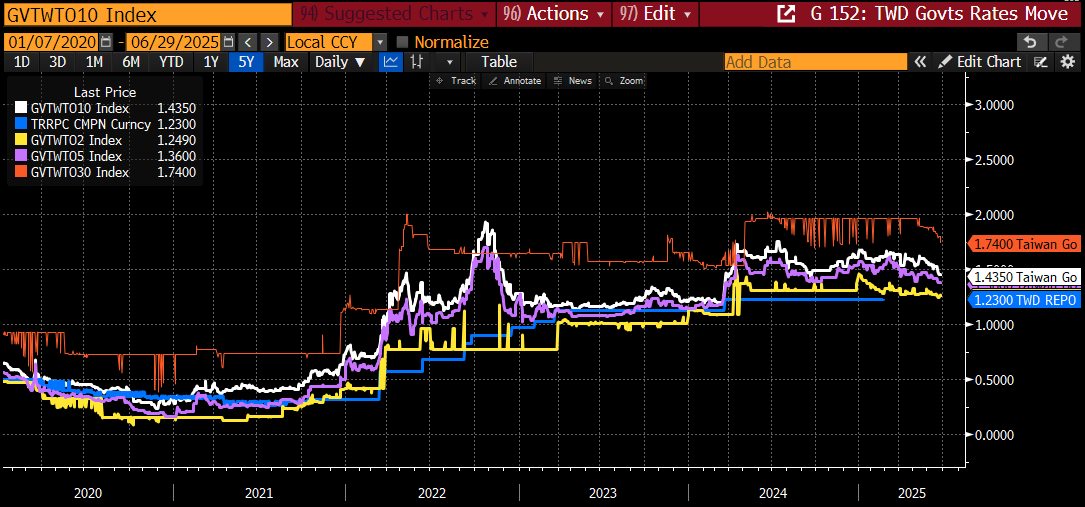 GVTWTO10 Index 94) Suggested Charts 96) Actions 97) Edit G 152: TWD Govts Rates Move
01/07/2020 - 06/29/2025 Local CCY Normalize
1D 3D 1M 6M YTD 1Y 5Y Max Daily ▼ Table Add Data « Edit Chart
Track Annotate News Zoom
Last Price
GVTWTO10 Index 1.4350
TRRPC CMPN Curncy 1.2300
GVTWTO2 Index 1.2490
GVTWTO5 Index 1.3600
GVTWTO30 Index 1.7400
3.0000
2.5000
2.0000
1.7400 Taiwan Go
1.4350 Taiwan Go
1.2300 TWD REPO
1.0000
0.5000
0.0000
2020 2021 2022 2023 2024 2025